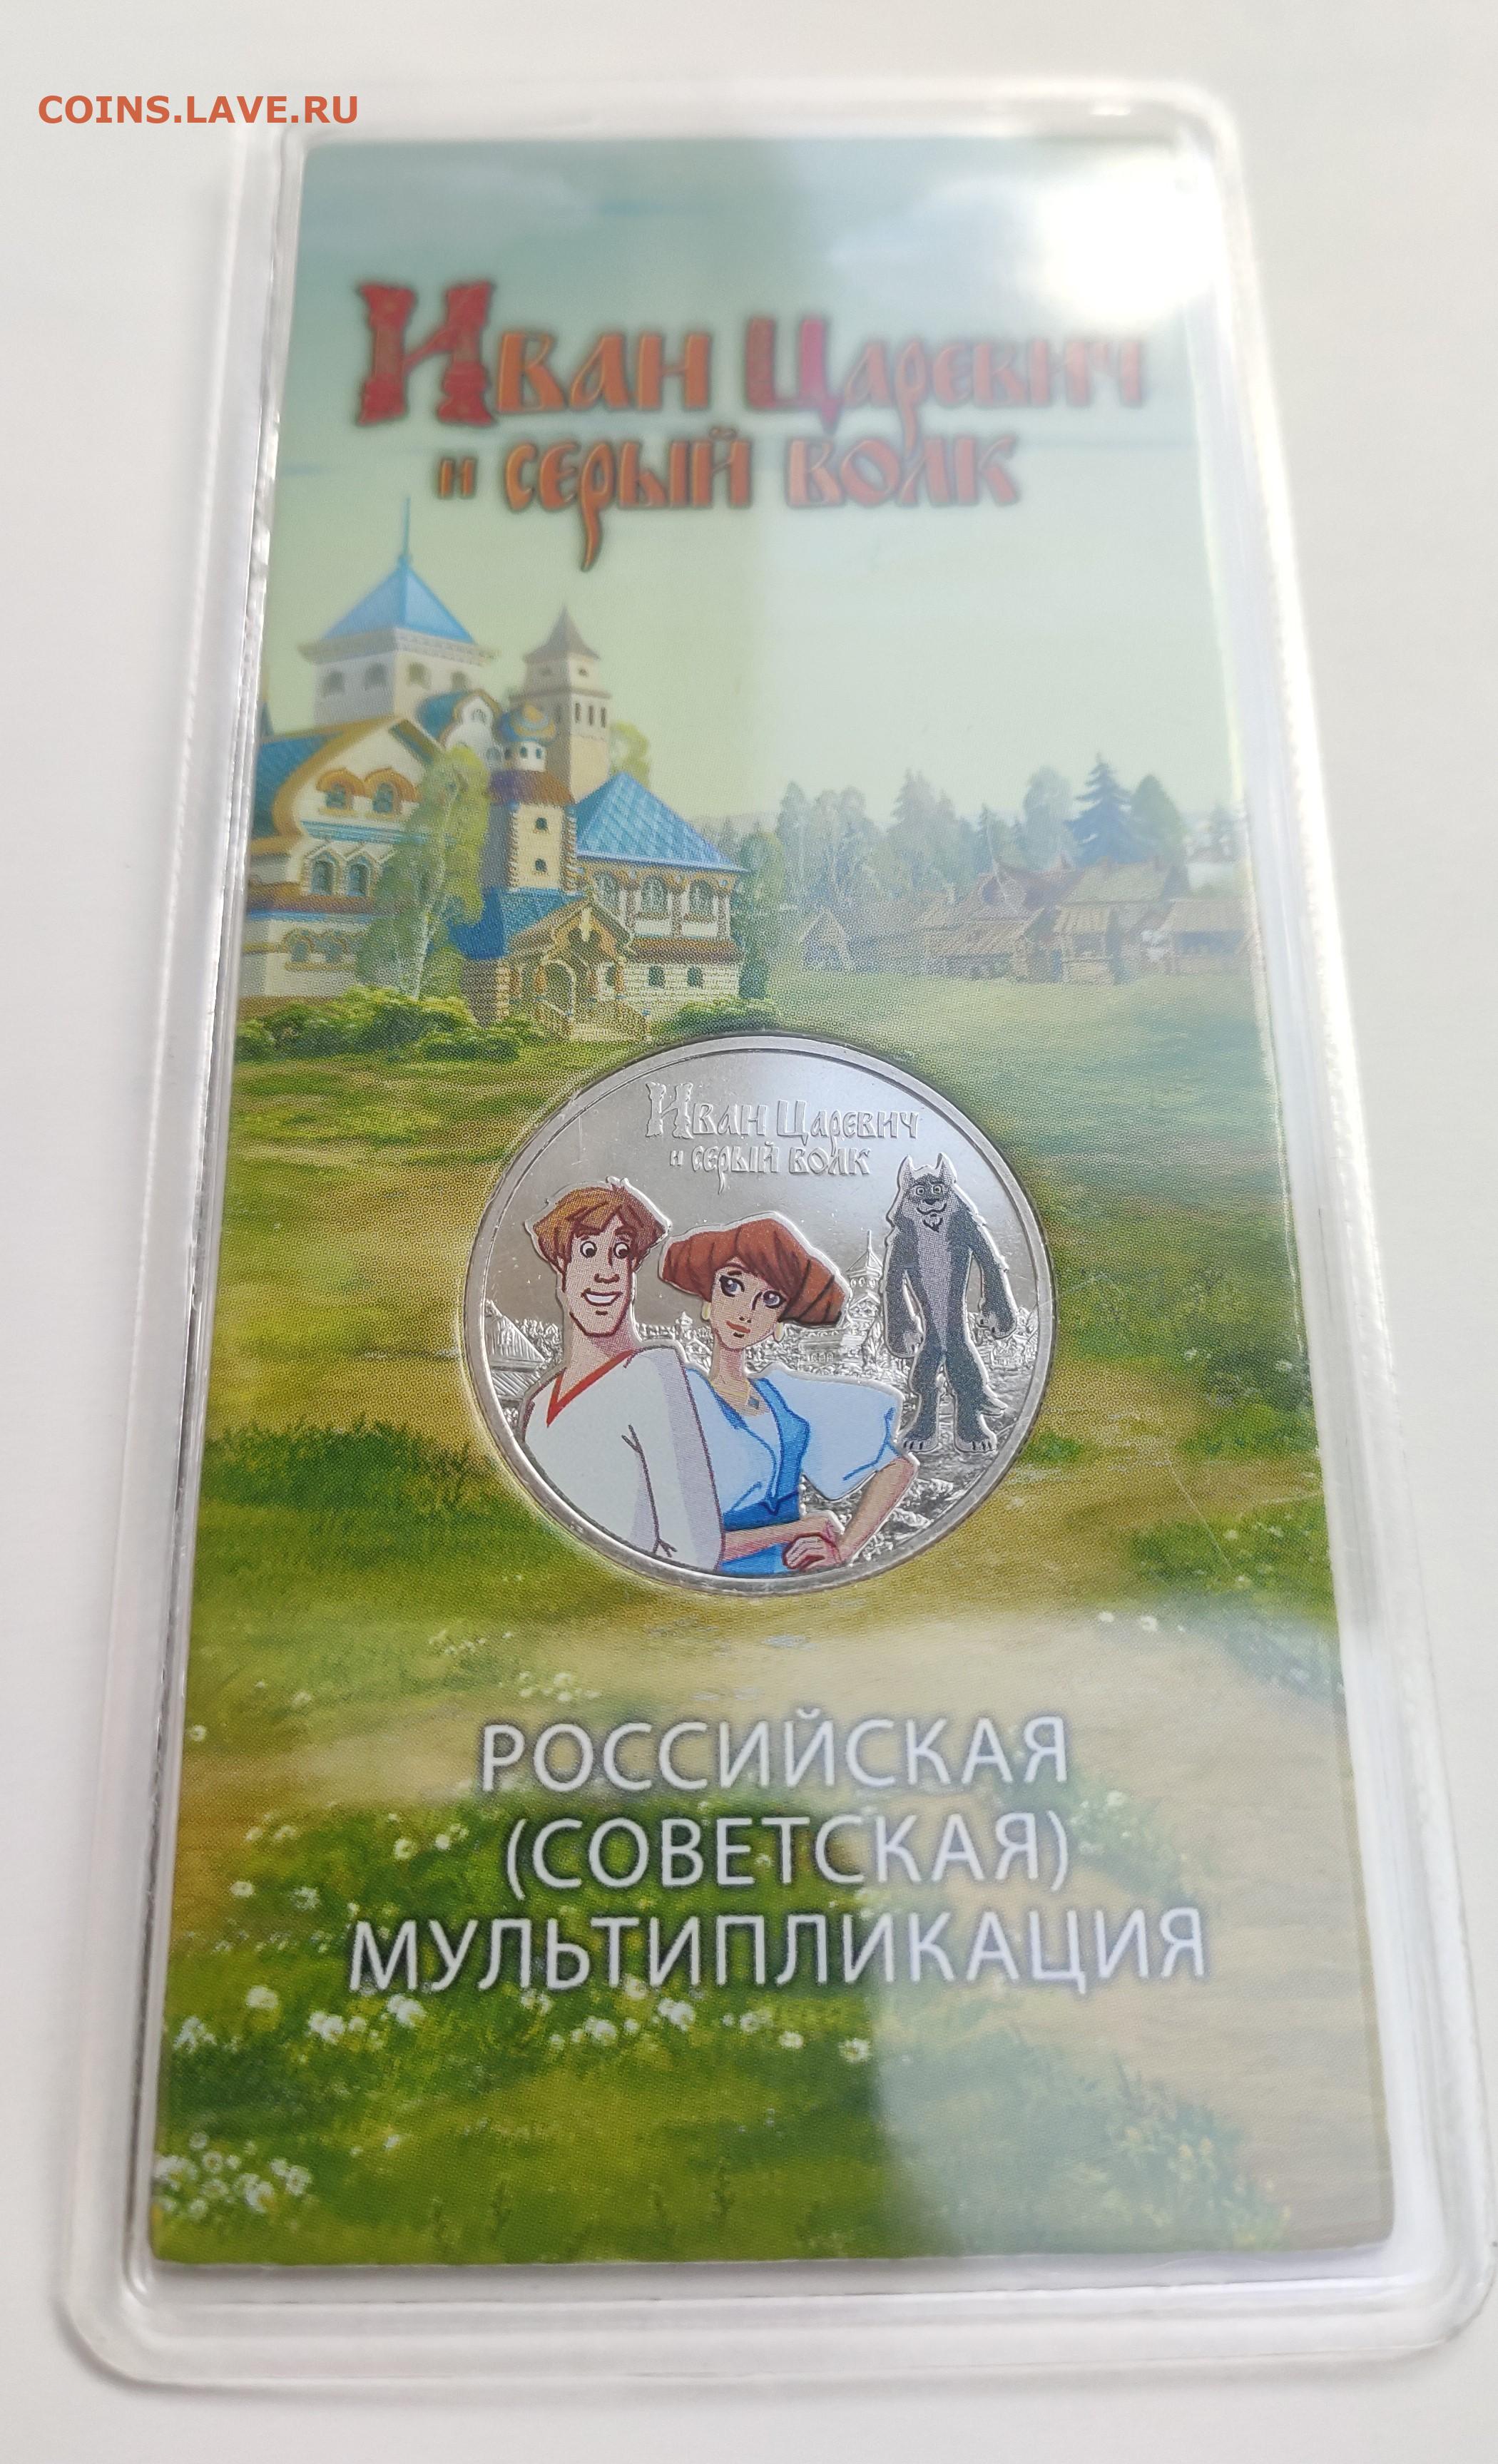 COINS.LAVE.RU
Иван Царевич
и серый волк
Иван Царевич
и серый волк
РОССИЙСКАЯ
(СОВЕТСКАЯ)
МУЛЬТИПЛИКАЦИЯ